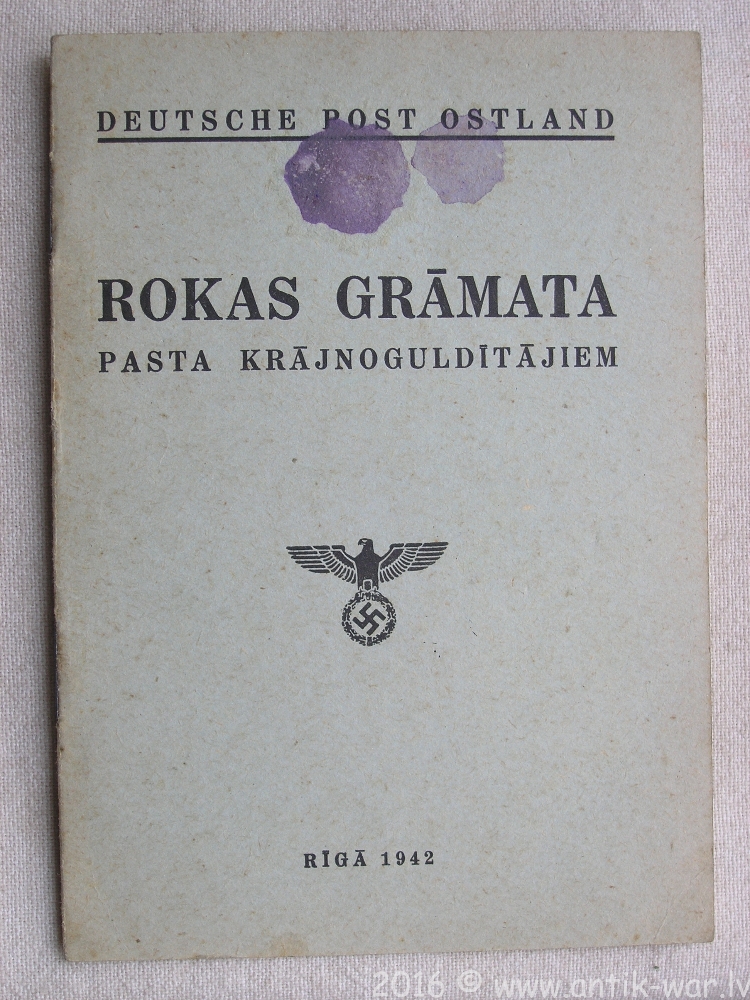 DEUTSCHE POST OSTLAND
ROKAS GRĀMATA
PASTA KRĀJNOGULDĪTĀJIEM
RĪGĀ 1942
2016 © www.antik-war.lv